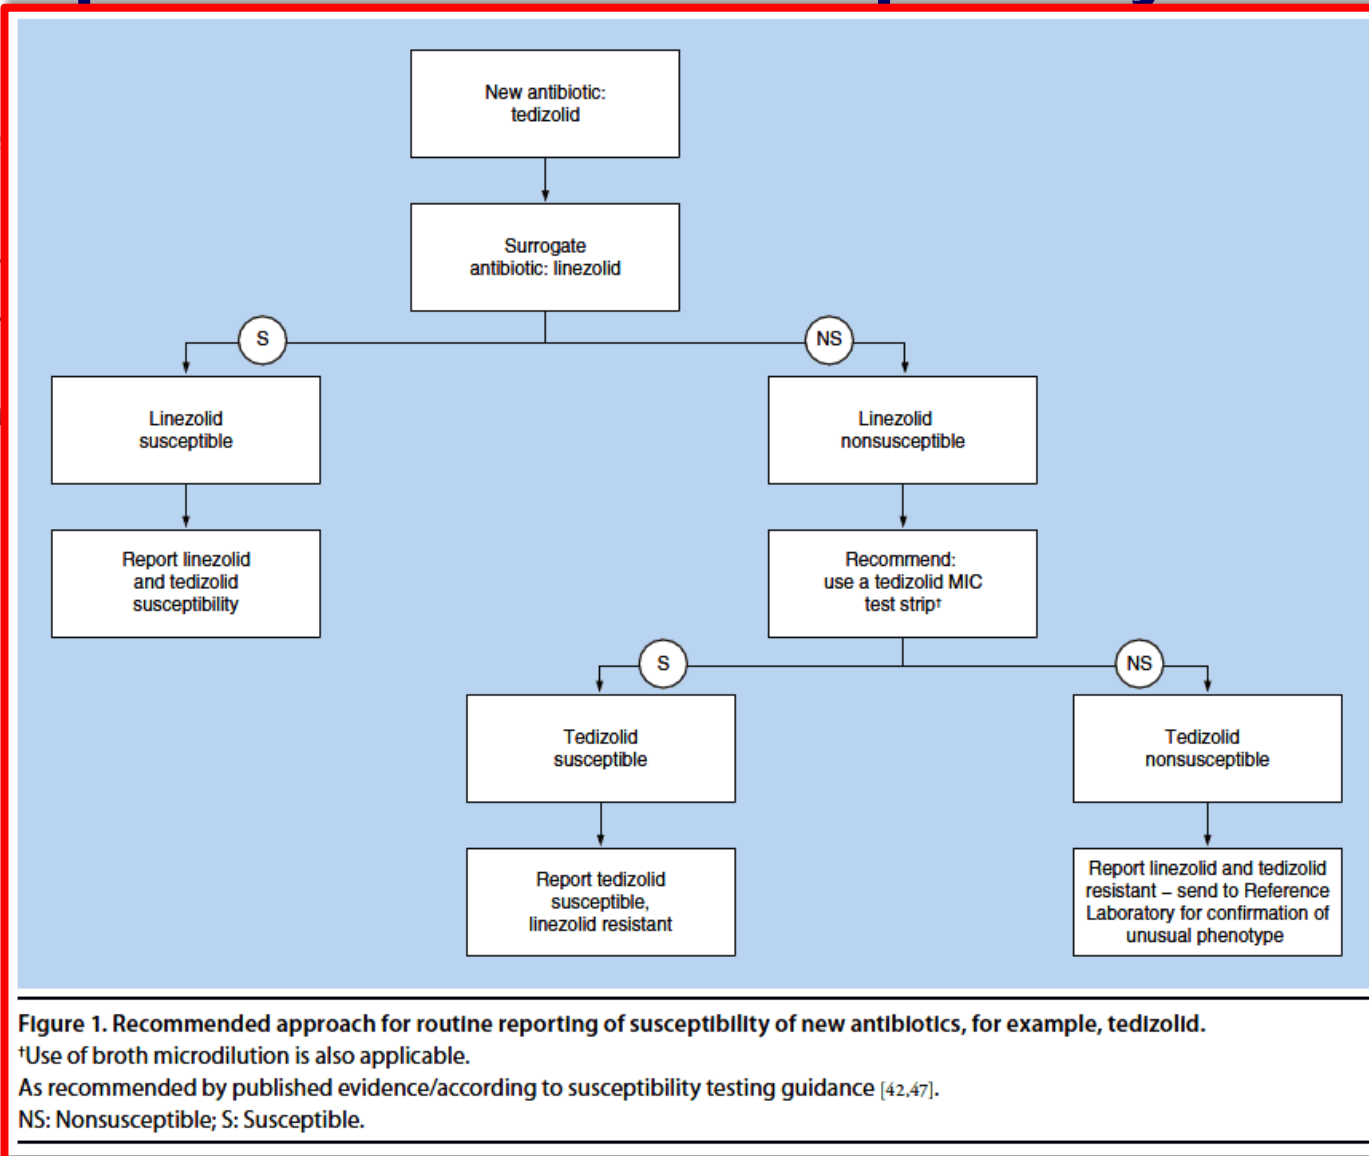 New antibiotic:
tedizolid
Surrogate
antibiotic: linezolid
S
NS
Linezolid
susceptible
Linezolid
nonsusceptible
Report linezolid
and tedizolid
susceptibility
Recommend:
use a tedizolid MIC
test strip†
S
NS
Tedizolid
susceptible
Tedizolid
nonsusceptible
Report tedizolid
susceptible,
linezolid resistant
Report linezolid and tedizolid
resistant – send to Reference
Laboratory for confirmation of
unusual phenotype
Figure 1. Recommended approach for routine reporting of susceptibility of new antibiotics, for example, tedizolid.
†Use of broth microdilution is also applicable.
As recommended by published evidence/according to susceptibility testing guidance [42,47].
NS: Nonsusceptible; S: Susceptible.